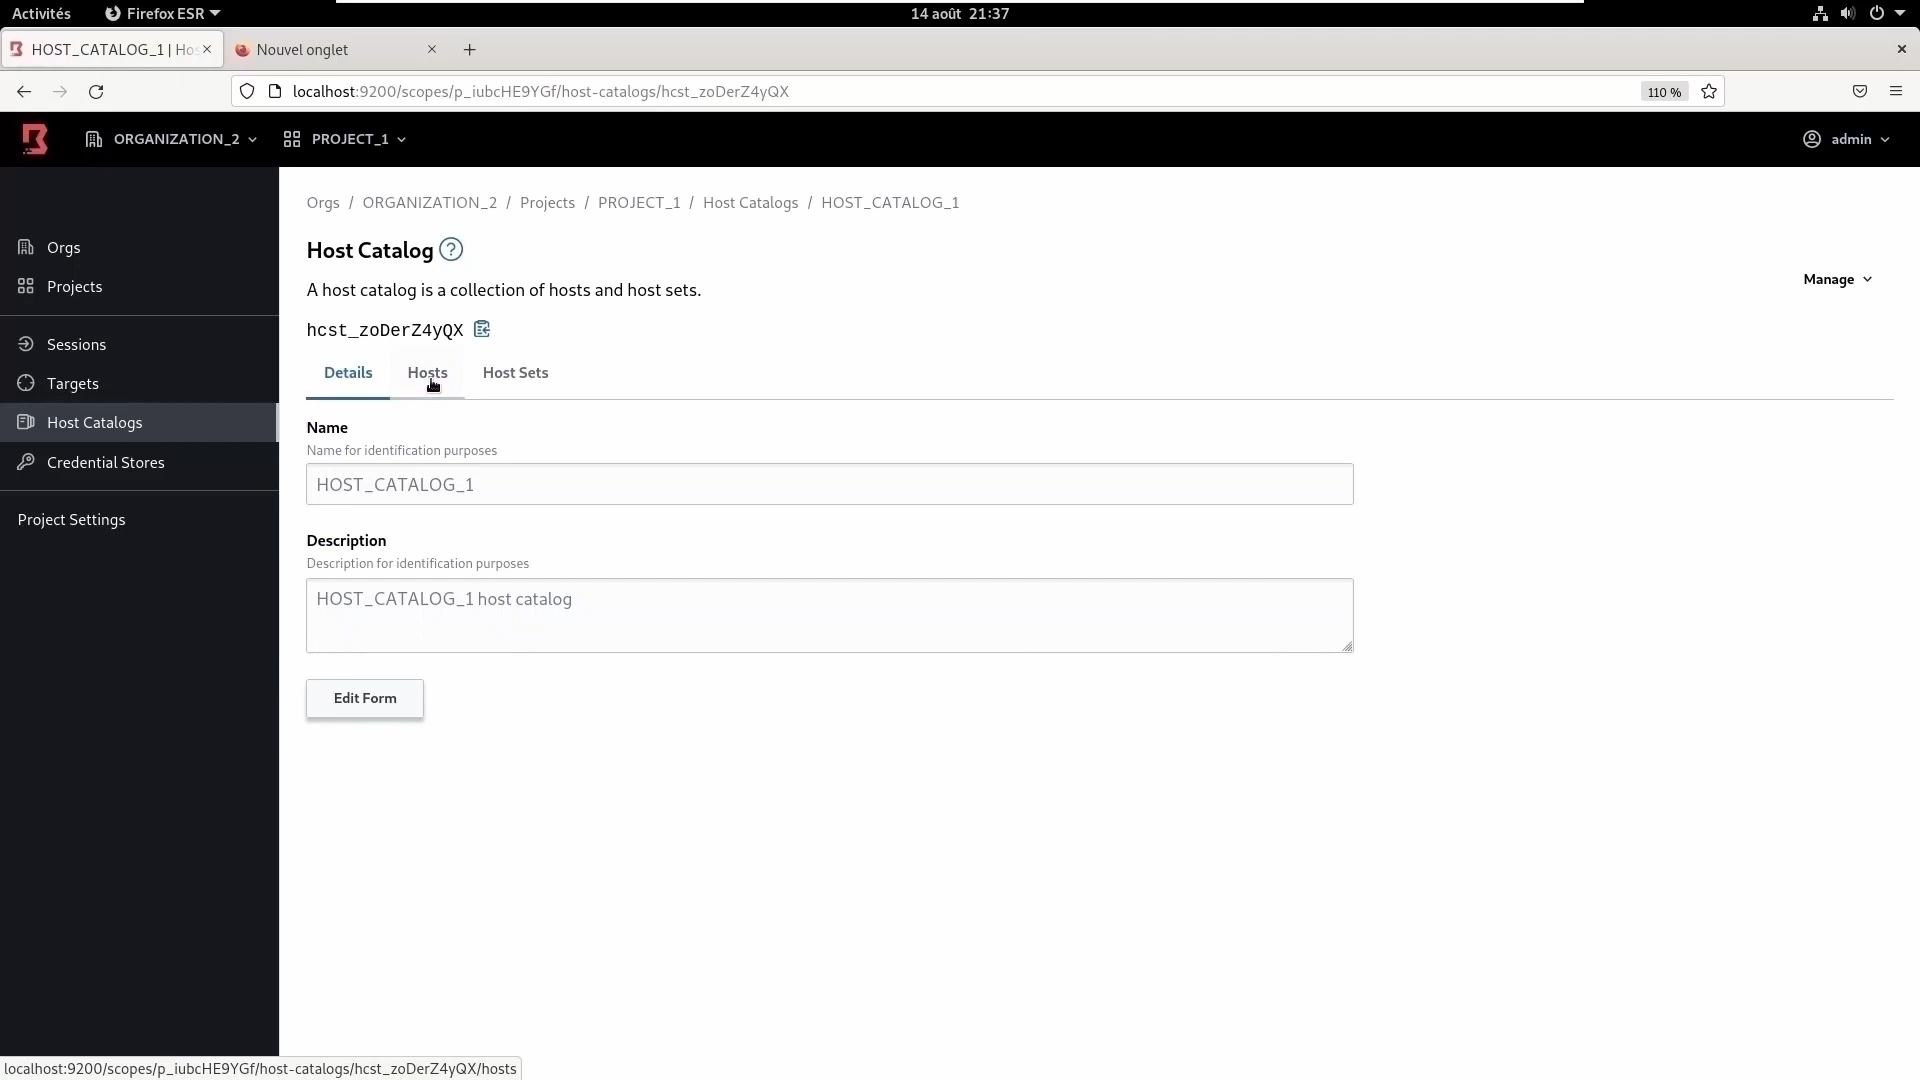 Activités
Firefox ESR
14 août 21:37
HOST_CATALOG_1 | Hos
Nouvel onglet
localhost:9200/scopes/p_iubcHE9YGf/host-catalogs/hcst_zoDerZ4yQX
110 %
ORGANIZATION_2
PROJECT_1
admin
Orgs
Projects
Sessions
Targets
Host Catalogs
Credential Stores
Project Settings
Orgs / ORGANIZATION_2 / Projects / PROJECT_1 / Host Catalogs / HOST_CATALOG_1
Host Catalog ?
Manage
A host catalog is a collection of hosts and host sets.
hcst_zoDerZ4yQX
Details Hosts Host Sets
Name
Name for identification purposes
HOST_CATALOG_1
Description
Description for identification purposes
HOST_CATALOG_1 host catalog
Edit Form
localhost:9200/scopes/p_iubcHE9YGf/host-catalogs/hcst_zoDerZ4yQX/hosts